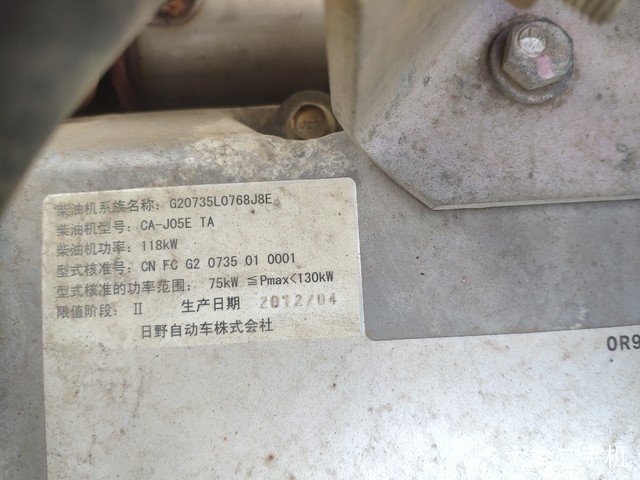 柴油机系族名称：G20735L0768J8E
柴油机型号：CA-J05E TA
柴油机功率：118kW
型式核准号：CN FC G2 0735 01 0001
型式核准的功率范围： 75kW ≦Pmax<130kW
限值阶段： Ⅱ 生产日期 2012/04
日野自动车株式会社
0R9